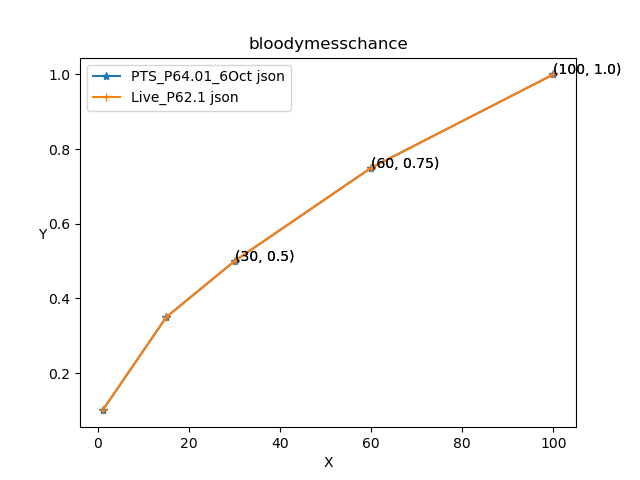 bloodymesschance
PTS_P64.01_6Oct json
Live_P62.1 json
(100, 1.0)
(60, 0.75)
(30, 0.5)
1.0
0.8
0.6
0.4
0.2
Y
0
20
40
60
80
100
X